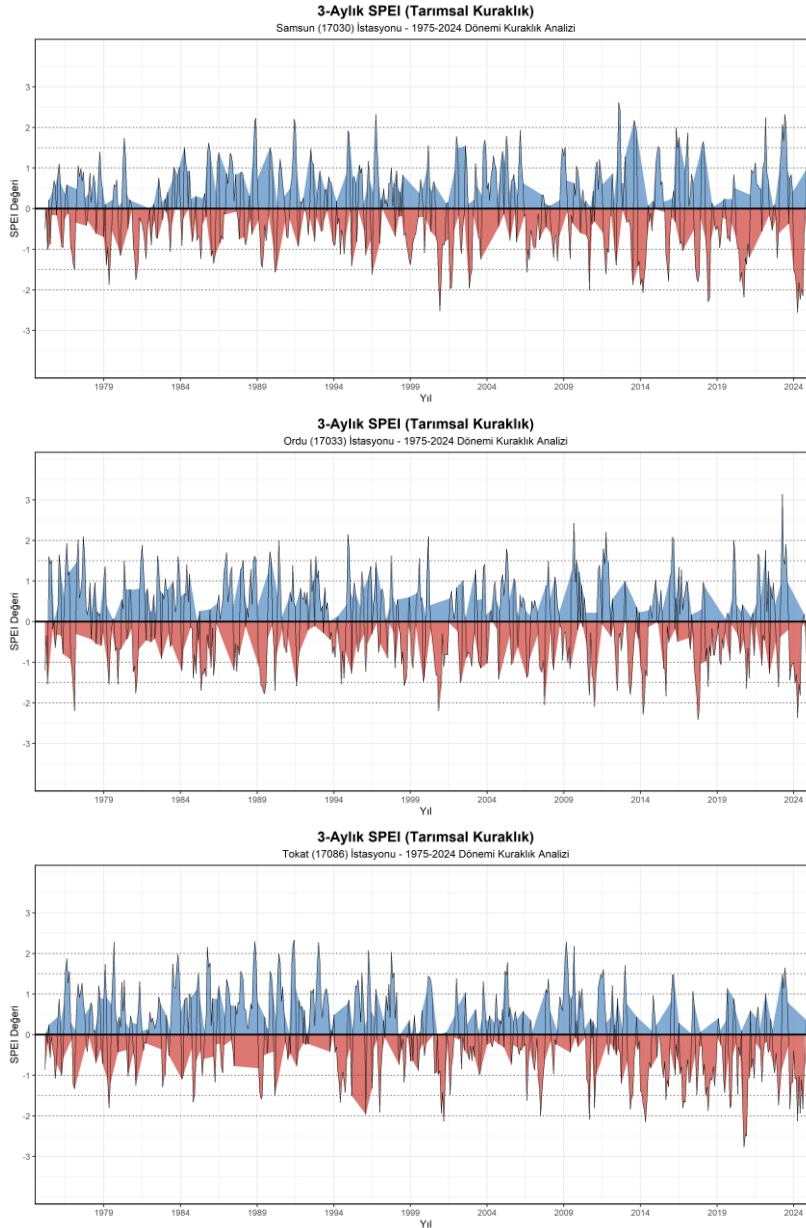 3-Aylık SPEI (Tarımsal Kuraklık)
Samsun (17030) İstasyonu - 1975-2024 Dönemi Kuraklık Analizi
SPEI Değeri
3
2
1
0
-1
-2
-3
1979 1984 1989 1994 1999 2004 2009 2014 2019 2024
Yıl
3-Aylık SPEI (Tarımsal Kuraklık)
Ordu (17033) İstasyonu - 1975-2024 Dönemi Kuraklık Analizi
SPEI Değeri
3
2
1
0
-1
-2
-3
1979 1984 1989 1994 1999 2004 2009 2014 2019 2024
Yıl
3-Aylık SPEI (Tarımsal Kuraklık)
Tokat (17086) İstasyonu - 1975-2024 Dönemi Kuraklık Analizi
SPEI Değeri
3
2
1
0
-1
-2
-3
1979 1984 1989 1994 1999 2004 2009 2014 2019 2024
Yıl